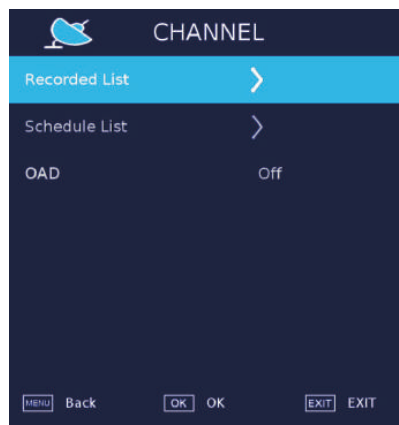 CHANNEL
Recorded List
Schedule List
OAD Off
MENU Back OK OK EXIT EXIT